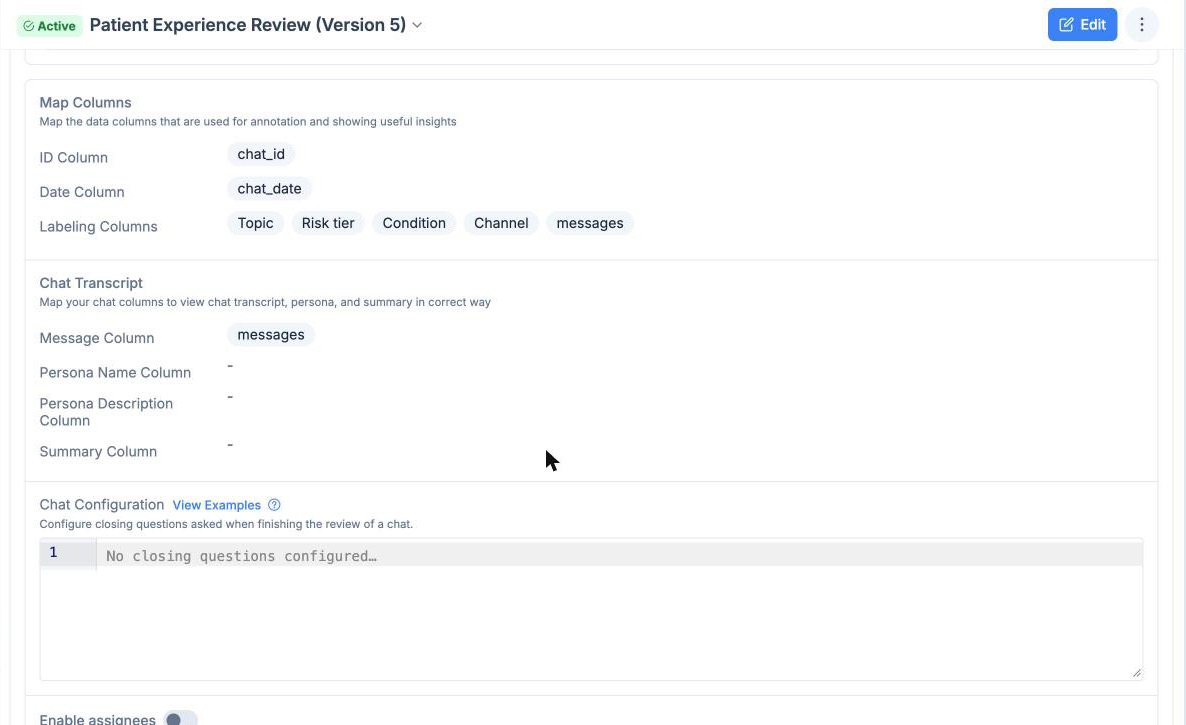 Active Patient Experience Review (Version 5)
Edit
Map Columns
Map the data columns that are used for annotation and showing useful insights
ID Column chat_id
Date Column chat_date
Labeling Columns Topic Risk tier Condition Channel messages
Chat Transcript
Map your chat columns to view chat transcript, persona, and summary in correct way
Message Column messages
Persona Name Column -
Persona Description -
Column
Summary Column -
Chat Configuration View Examples
Configure closing questions asked when finishing the review of a chat.
1 No closing questions configured…
Enable assignees